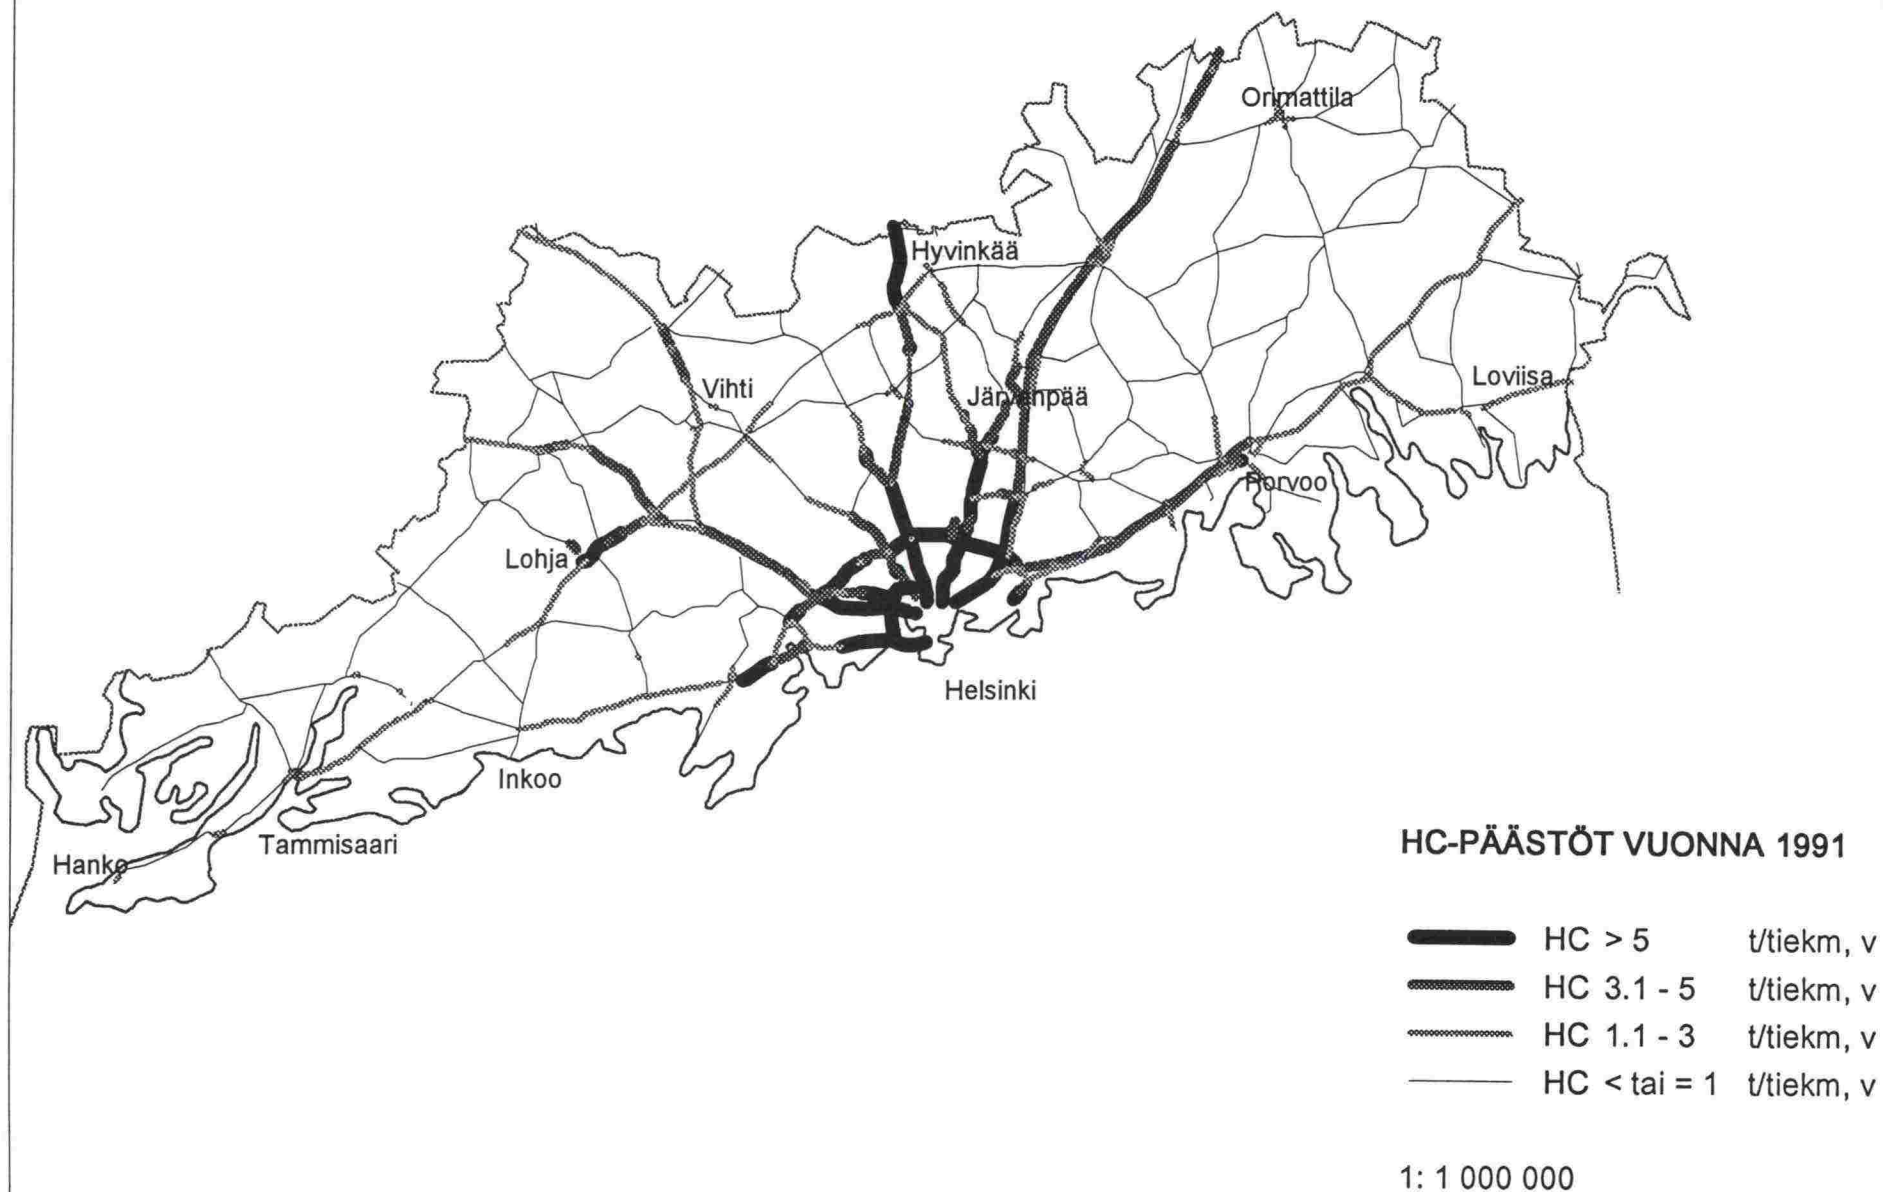 Orimattila
Hyvinkää
Vihti
Järvenpää
Loviisa
Porvoo
Lohja
Helsinki
Inkoo
Tammisaari
Hanko
HC-PÄÄSTÖT VUONNA 1991
HC > 5 t/tiekm, v
HC 3.1 - 5 t/tiekm, v
HC 1.1 - 3 t/tiekm, v
HC < tai = 1 t/tiekm, v
1: 1 000 000